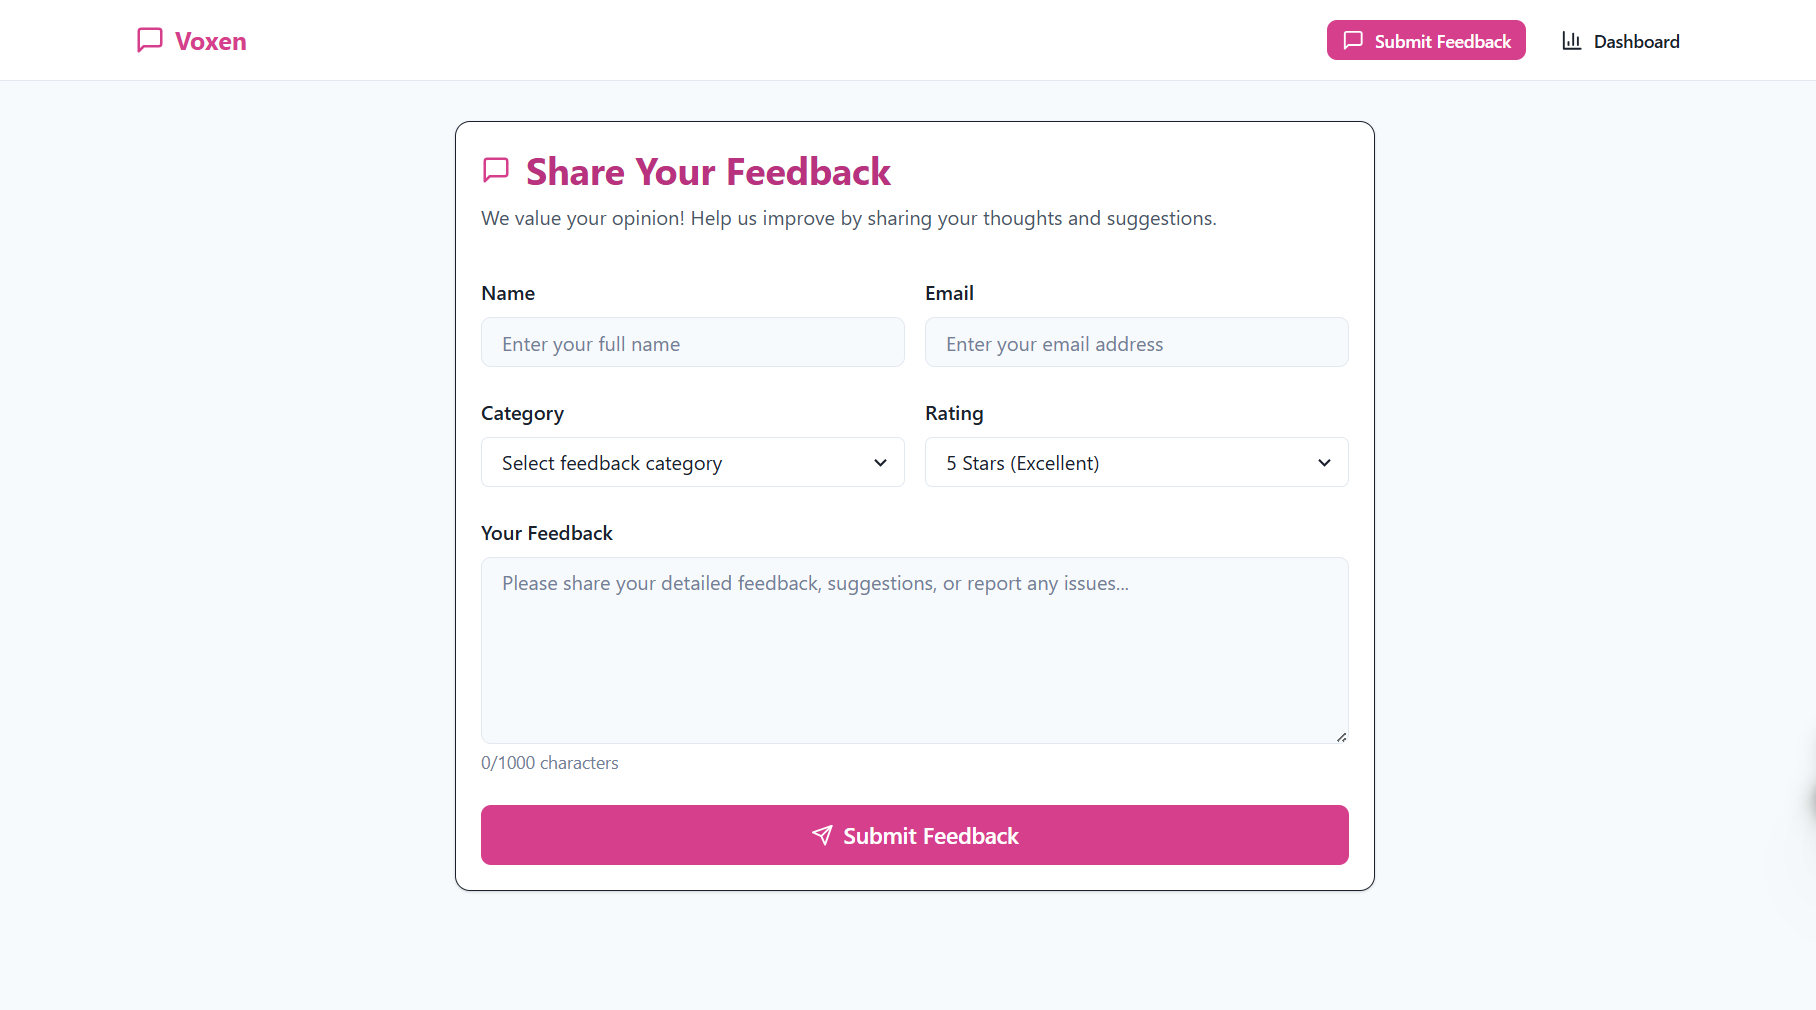 Voxen
Submit Feedback
Dashboard
Share Your Feedback
We value your opinion! Help us improve by sharing your thoughts and suggestions.
Name
Email
Enter your full name
Enter your email address
Category
Rating
Select feedback category
5 Stars (Excellent)
Your Feedback
Please share your detailed feedback, suggestions, or report any issues...
0/1000 characters
Submit Feedback